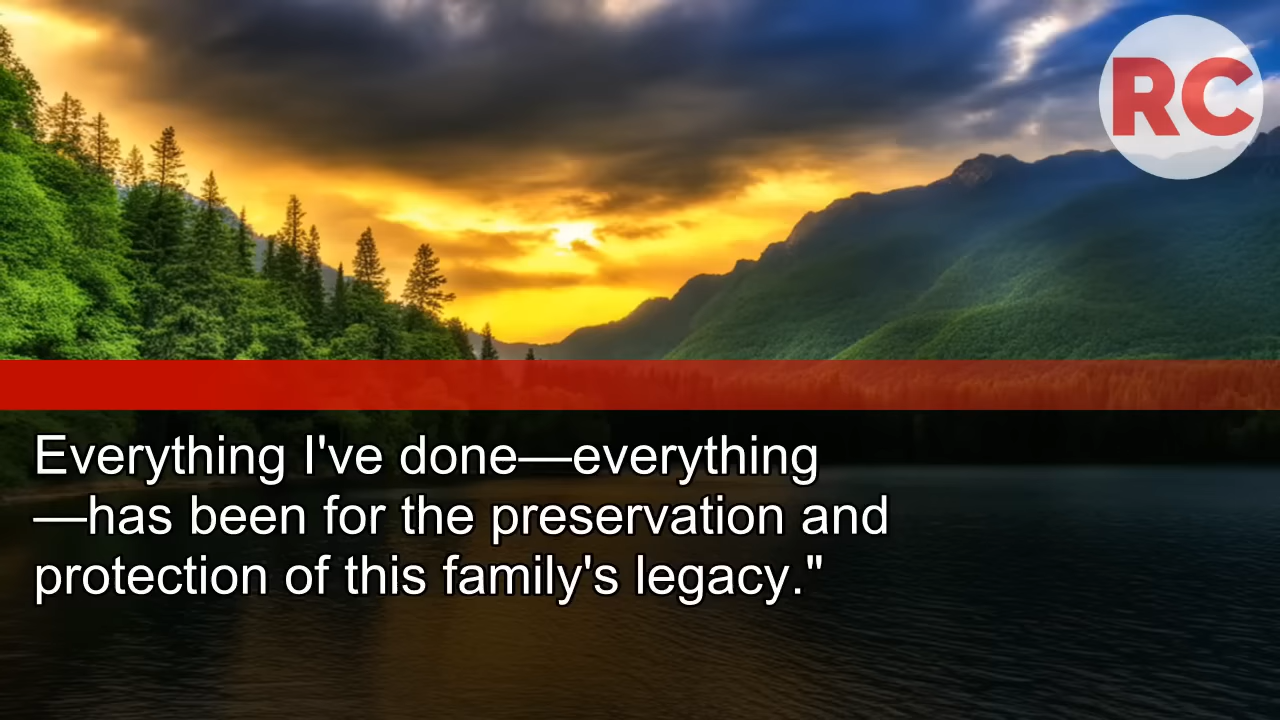 RC
Everything I've done—everything
—has been for the preservation and
protection of this family's legacy."